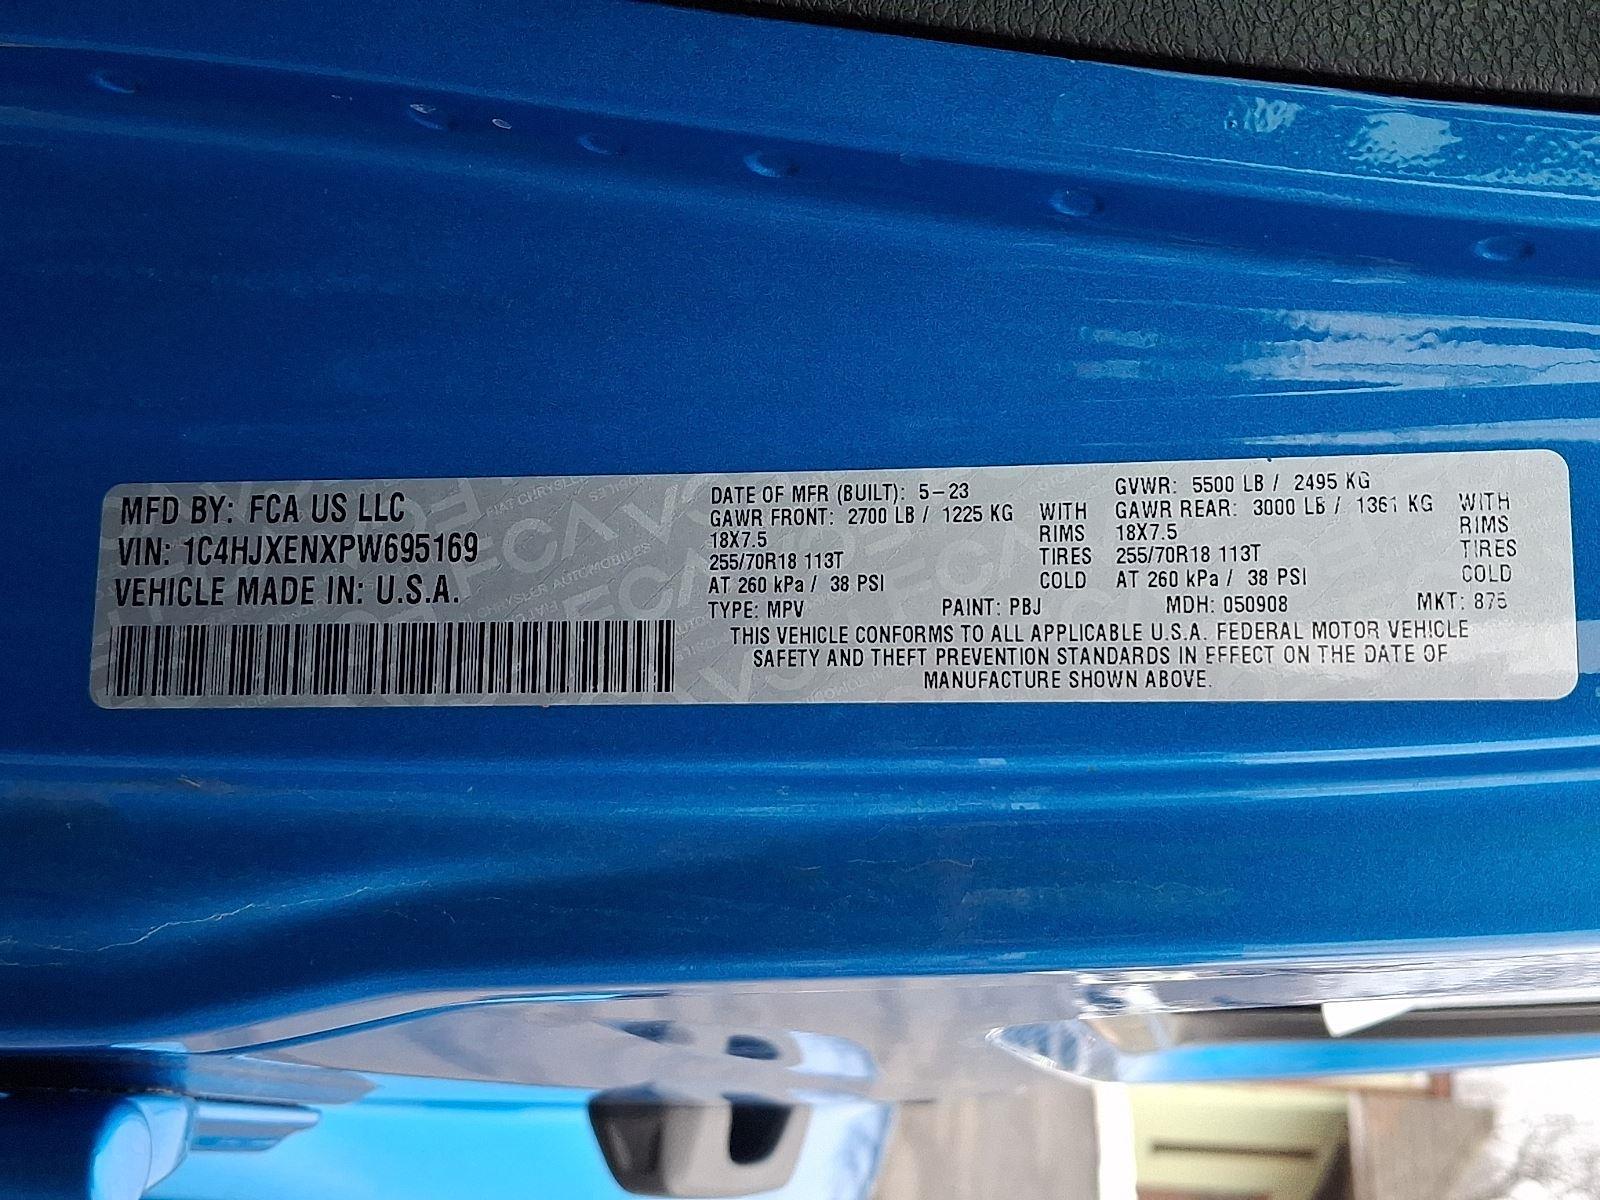 MFD BY: FCA US LLC
VIN: 1C4HJXENXPW695169
VEHICLE MADE IN: U.S.A.
DATE OF MFR (BUILT): 5-23 GVWR: 5500 LB / 2495 KG
GAWR FRONT: 2700 LB / 1225 KG WITH GAWR REAR: 3000 LB / 1361 KG WITH
18X7.5 RIMS 18X7.5 RIMS
255/70R18 113T TIRES 255/70R18 113T TIRES
AT 260 kPa / 38 PSI COLD AT 260 kPa / 38 PSI COLD
TYPE: MPV PAINT: PBJ MDH: 050908 MKT: 875
THIS VEHICLE CONFORMS TO ALL APPLICABLE U.S.A. FEDERAL MOTOR VEHICLE
SAFETY AND THEFT PREVENTION STANDARDS IN EFFECT ON THE DATE OF
MANUFACTURE SHOWN ABOVE.